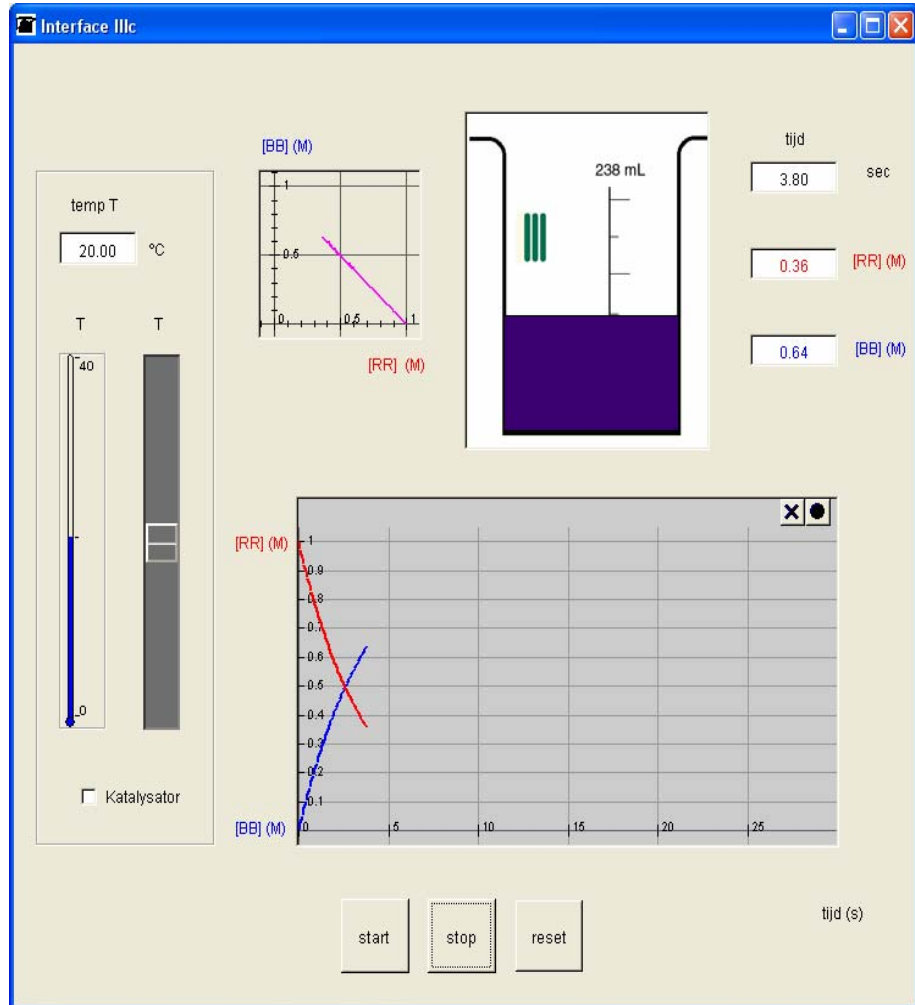 Interface IIIc
temp T
20.00 °C
T T
40
0
Katalysator
[BB] (M)
1
0.5
0 0.5 1
[RR] (M)
238 mL
tijd
3.80 sec
0.36 [RR] (M)
0.64 [BB] (M)
[RR] (M)
1
0.9
0.8
0.7
0.6
0.5
0.4
0.3
0.2
0.1
[BB] (M)
0 5 10 15 20 25
tijd (s)
start stop reset